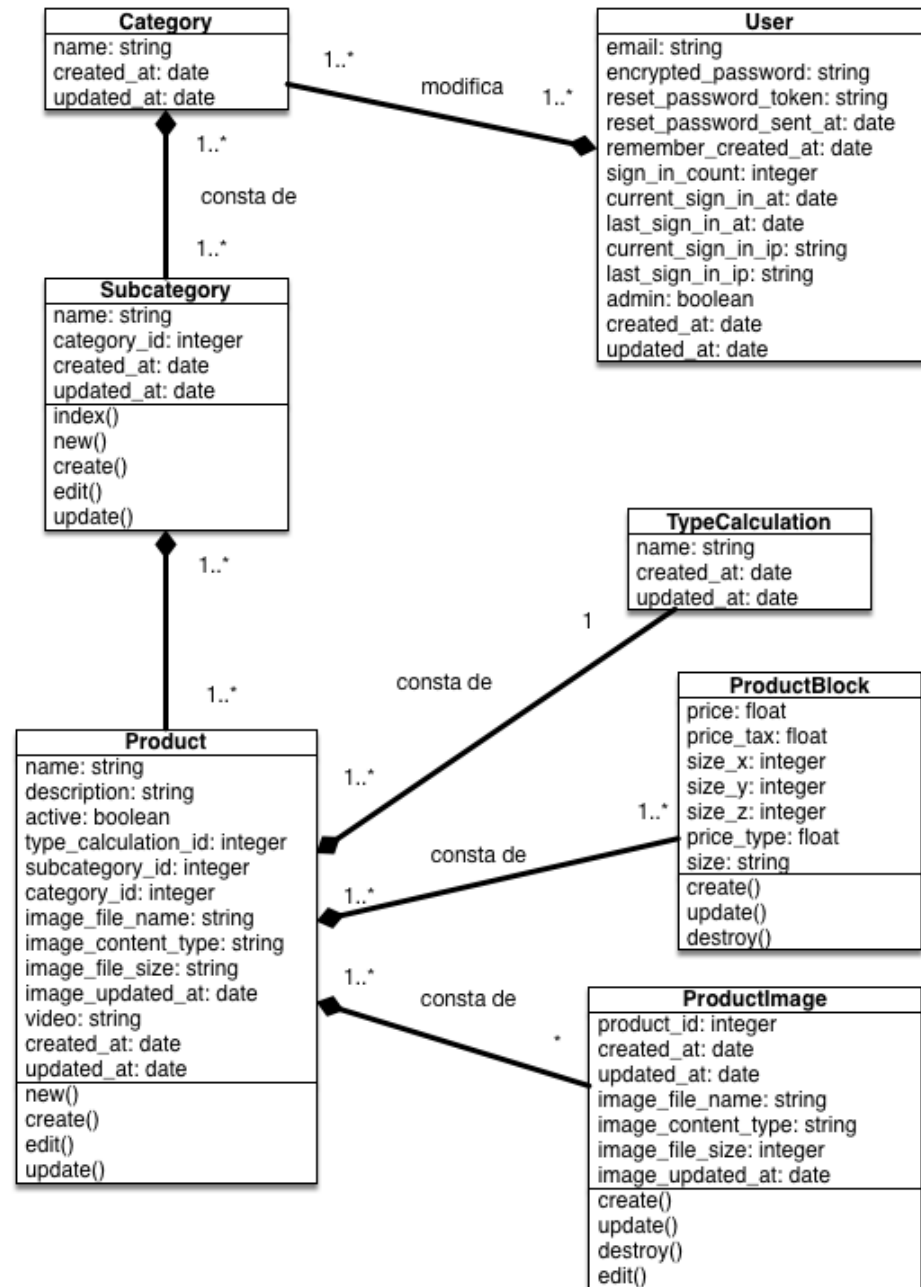 Category
name: string
created_at: date
updated_at: date
1..*
modifica
1..*
User
email: string
encrypted_password: string
reset_password_token: string
reset_password_sent_at: date
remember_created_at: date
sign_in_count: integer
current_sign_in_at: date
last_sign_in_at: date
current_sign_in_ip: string
last_sign_in_ip: string
admin: boolean
created_at: date
updated_at: date
1..*
consta de
1..*
Subcategory
name: string
category_id: integer
created_at: date
updated_at: date
index()
new()
create()
edit()
update()
1..*
1..*
TypeCalculation
name: string
created_at: date
updated_at: date
1
consta de
1..*
ProductBlock
price: float
price_tax: float
size_x: integer
size_y: integer
size_z: integer
price_type: float
size: string
create()
update()
destroy()
1..*
consta de
1..*
Product
name: string
description: string
active: boolean
type_calculation_id: integer
subcategory_id: integer
category_id: integer
image_file_name: string
image_content_type: string
image_file_size: string
image_updated_at: date
video: string
created_at: date
updated_at: date
new()
create()
edit()
update()
1..*
consta de
*
ProductImage
product_id: integer
created_at: date
updated_at: date
image_file_name: string
image_content_type: string
image_file_size: integer
image_updated_at: date
create()
update()
destroy()
edit()